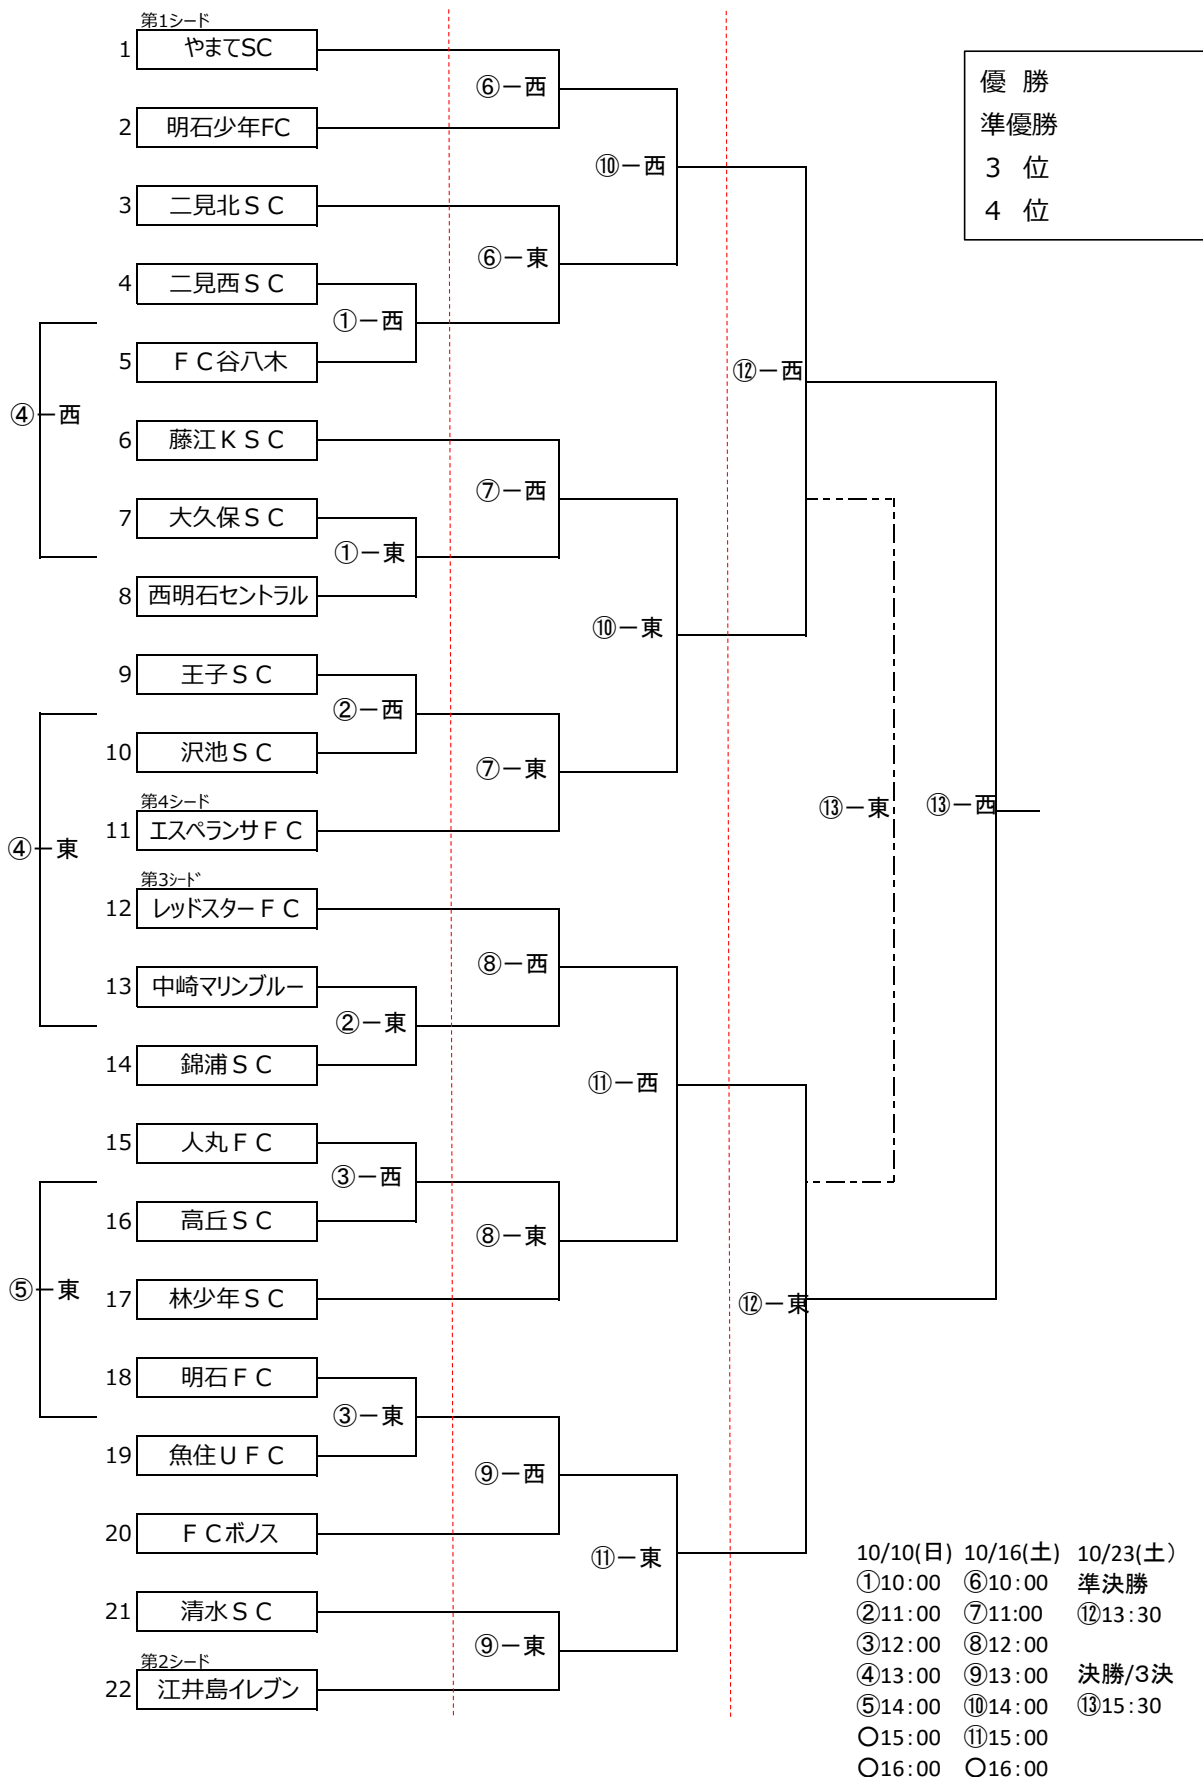 第1シード
1 やまてSC
⑥ー西
2 明石少年FC
優 勝
準優勝
3 位
4 位
⑩ー西
3 二見北ＳＣ
⑥ー東
4 二見西ＳＣ
①ー西
5 ＦＣ谷八木
⑫ー西
④ー西
6 藤江ＫＳＣ
⑦ー西
7 大久保ＳＣ
①ー東
8 西明石セントラル
⑩ー東
9 王子ＳＣ
②ー西
10 沢池ＳＣ
⑦ー東
第4シード
11 エスペランサＦＣ
⑬ー東
⑬ー西
④ー東
第3シード
12 レッドスターＦＣ
⑧ー西
13 中崎マリンブルー
②ー東
14 錦浦ＳＣ
⑪ー西
15 人丸ＦＣ
③ー西
16 高丘ＳＣ
⑧ー東
⑤ー東
17 林少年ＳＣ
⑫ー東
18 明石ＦＣ
③ー東
19 魚住ＵＦＣ
⑨ー西
20 ＦＣボノス
⑪ー東
21 清水ＳＣ
⑨ー東
第2シード
22 江井島イレブン
10/10(日) 10/16(土) 10/23(土)
①10:00 ⑥10:00 準決勝
②11:00 ⑦11:00 ⑫13:30
③12:00 ⑧12:00
④13:00 ⑨13:00 決勝/3決
⑤14:00 ⑩14:00 ⑬15:30
〇15:00 ⑪15:00
〇16:00 〇16:00